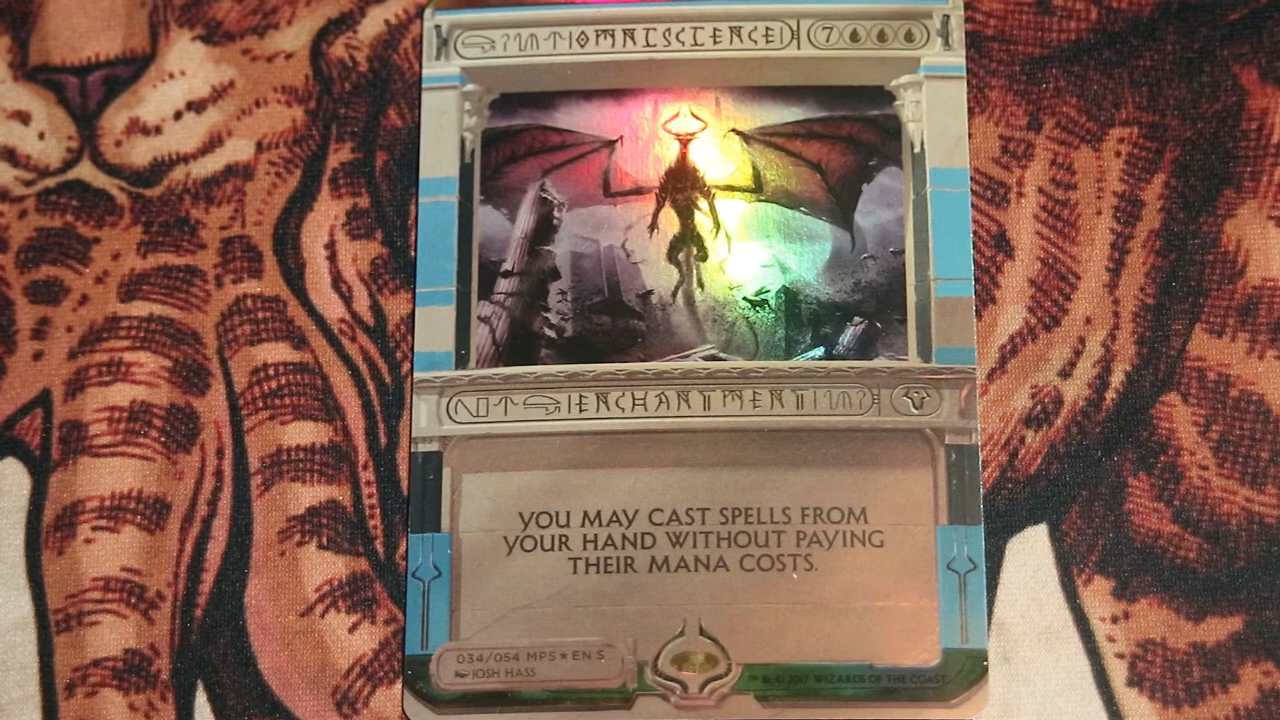 OMNISCIENCE 7
ENCHANTMENT
YOU MAY CAST SPELLS FROM
YOUR HAND WITHOUT PAYING
THEIR MANA COSTS.
034/054 MPS★EN S
JOSH HASS
™ & © 2017 WIZARDS OF THE COAST